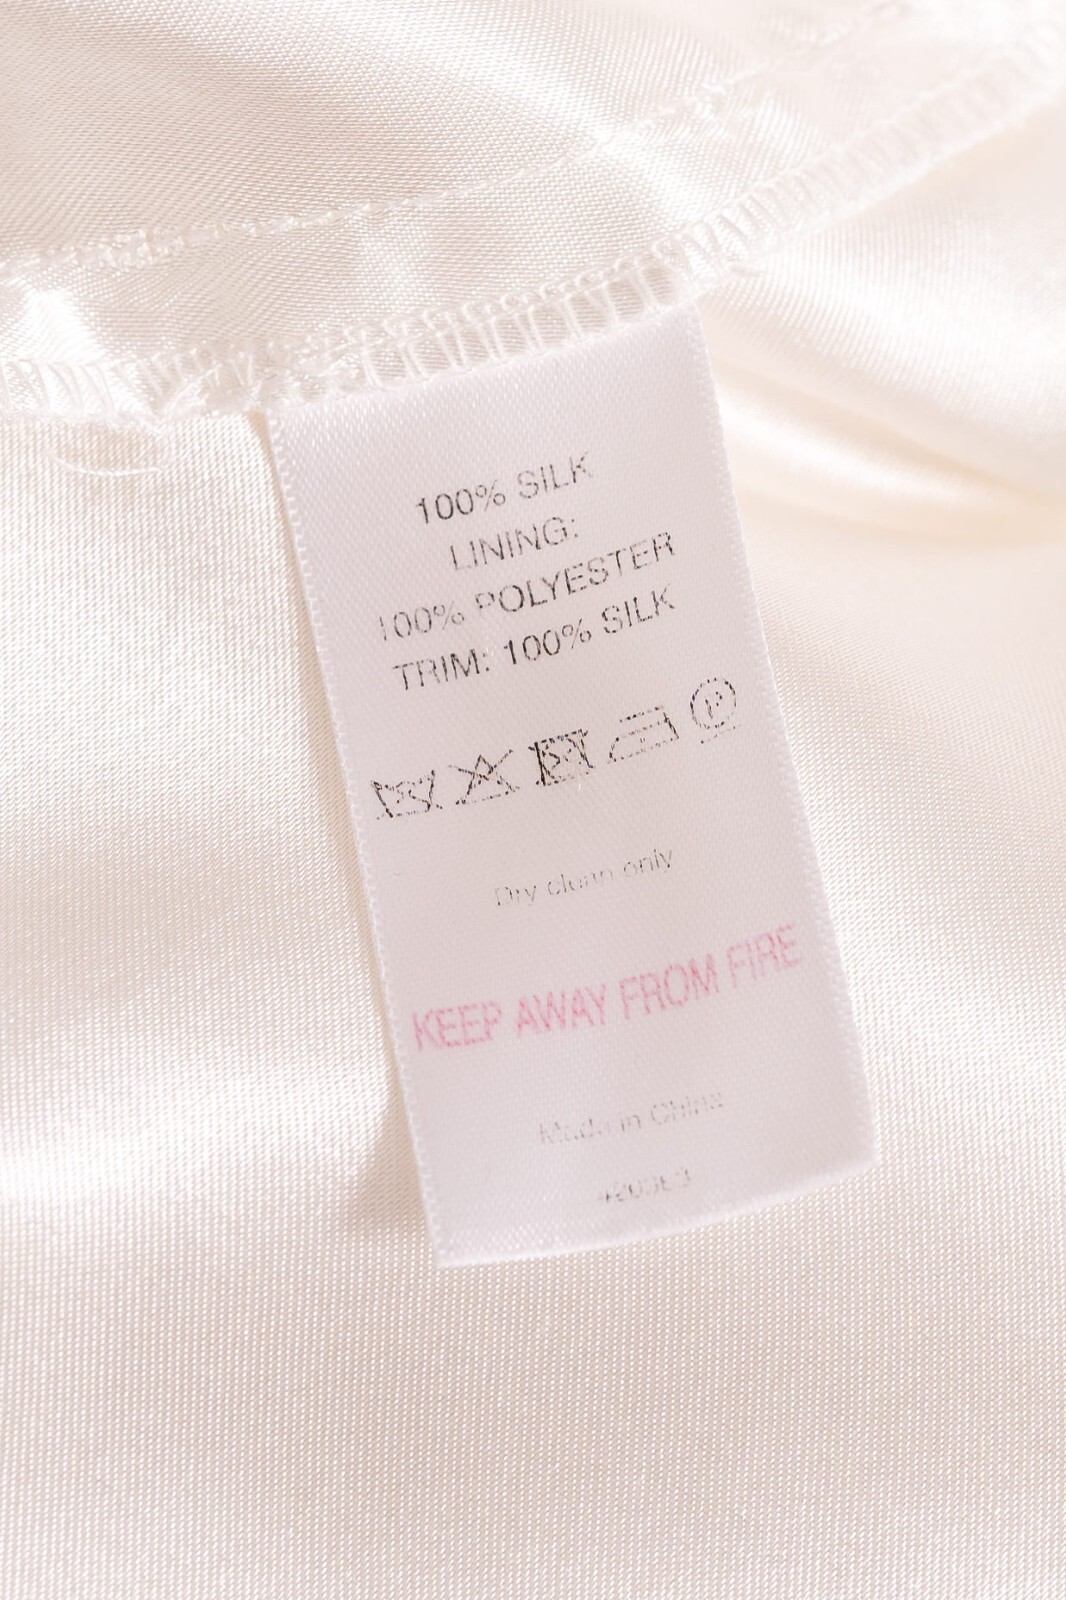 100% SILK
LINING:
100% POLYESTER
TRIM: 100% SILK
P
Dry clean only
KEEP AWAY FROM FIRE
Made in China